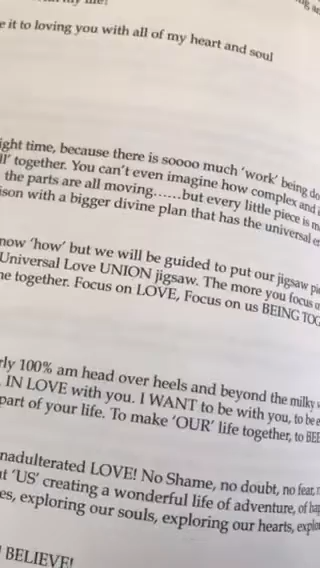 e it to loving you with all of my heart and soul
ight time, because there is soooo much 'work' being do
ll' together. You can't even imagine how complex and i
the parts are all moving......but every little piece is m
ison with a bigger divine plan that has the universal e
now 'how' but we will be guided to put our jigsaw pi
Universal Love UNION jigsaw. The more you focus o
ne together. Focus on LOVE, Focus on us BEING TOG
rly 100% am head over heels and beyond the milky
IN LOVE with you. I WANT to be with you, to be
part of your life. To make 'OUR' life together, to BE
nadulterated LOVE! No Shame, no doubt, no fear,
t 'US' creating a wonderful life of adventure, of
es, exploring our souls, exploring our hearts, explo
BELIEVE!